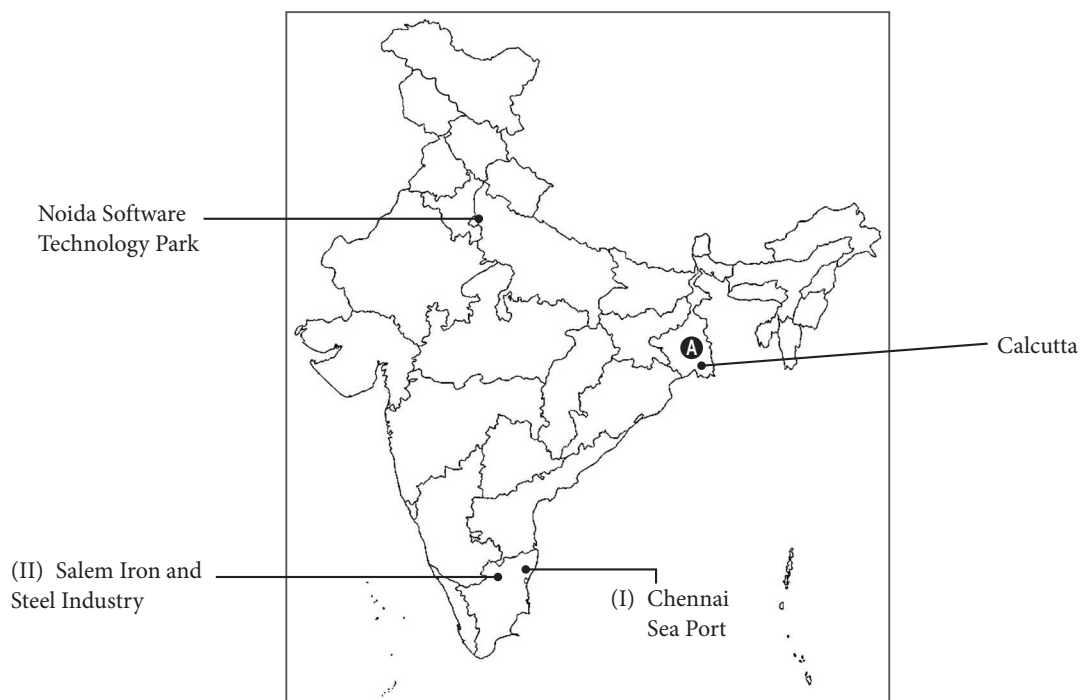 Noida Software
Technology Park
A
Calcutta
(II) Salem Iron and
Steel Industry
(I) Chennai
Sea Port